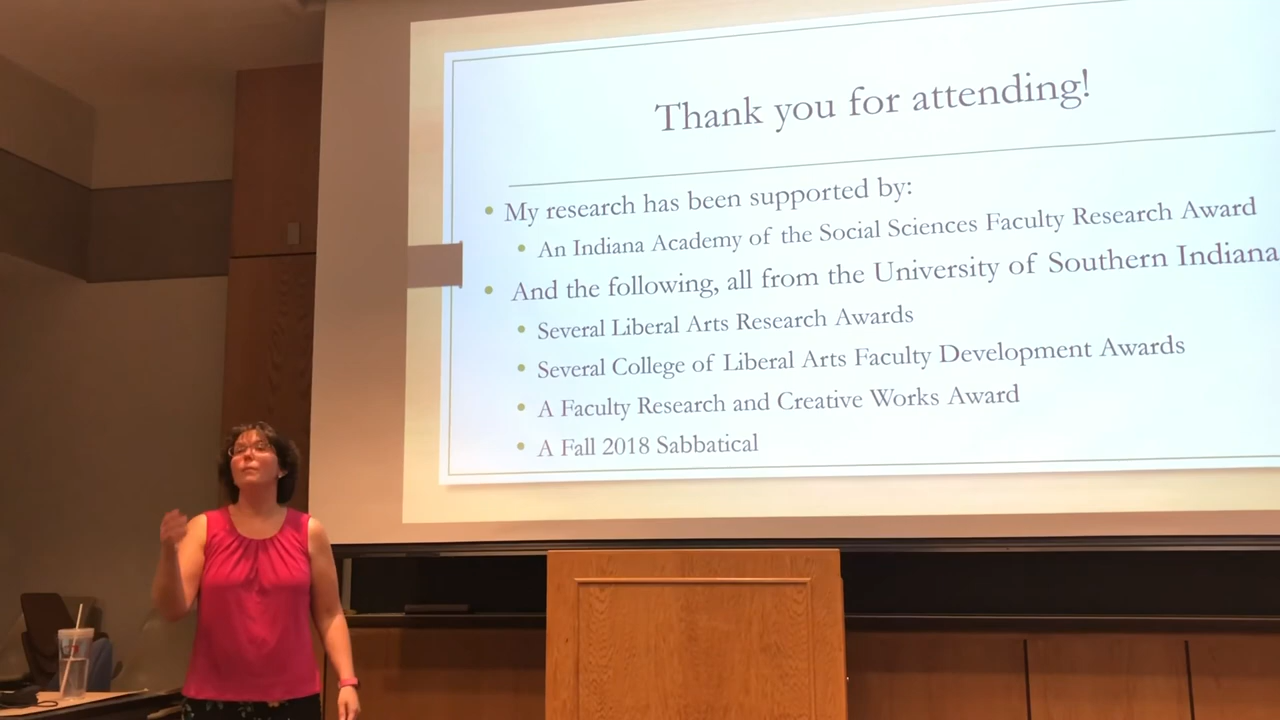 Thank you for attending!
My research has been supported by:
An Indiana Academy of the Social Sciences Faculty Research Award
And the following, all from the University of Southern Indiana
Several Liberal Arts Research Awards
Several College of Liberal Arts Faculty Development Awards
A Faculty Research and Creative Works Award
A Fall 2018 Sabbatical